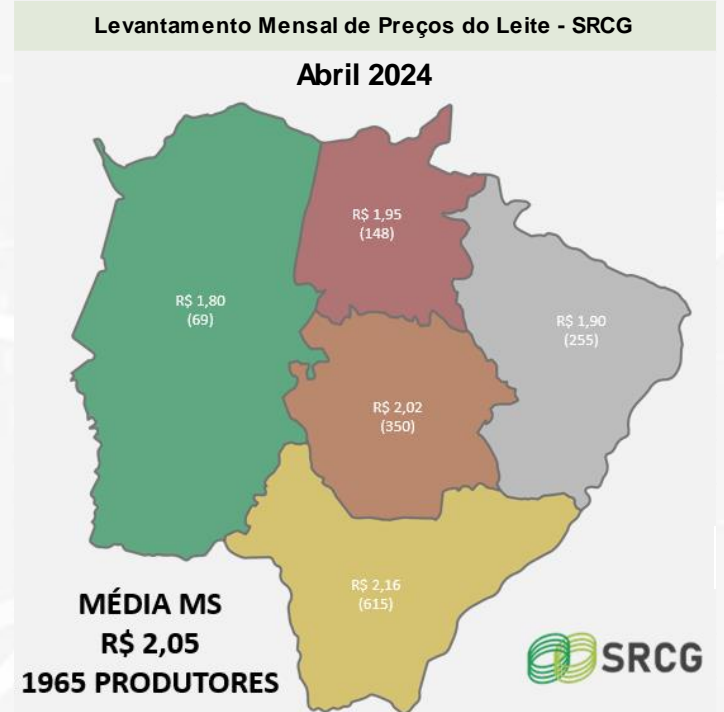 Levantamento Mensal de Preços do Leite - SRCG
Abril 2024
R$ 1,95
(148)
R$ 1,80
(69)
R$ 1,90
(255)
R$ 2,02
(350)
R$ 2,16
(615)
MÉDIA MS
R$ 2,05
1965 PRODUTORES
SRCG